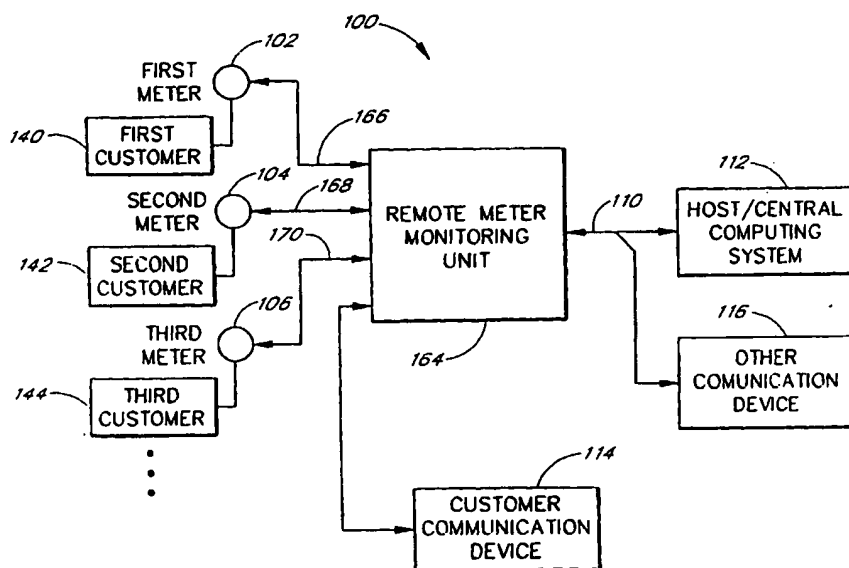 100
102
FIRST
METER
140
FIRST
CUSTOMER
166
104
SECOND
METER
168
142
SECOND
CUSTOMER
170
106
THIRD
METER
144
THIRD
CUSTOMER
REMOTE METER
MONITORING
UNIT
164
110
112
HOST/CENTRAL
COMPUTING
SYSTEM
116
OTHER
COMUNICATION
DEVICE
114
CUSTOMER
COMMUNICATION
DEVICE